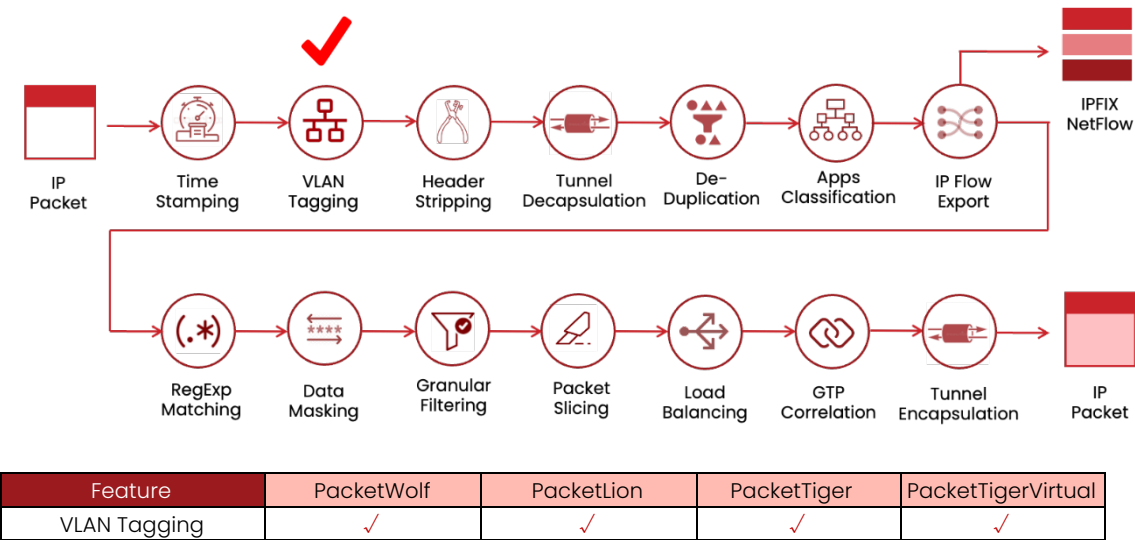 IP
Packet
Time
Stamping
VLAN
Tagging
Header
Stripping
Tunnel
Decapsulation
De-
Duplication
Apps
Classification
IP Flow
Export
IPFIX
NetFlow
(.*)
RegExp
Matching
****
Data
Masking
Granular
Filtering
Packet
Slicing
Load
Balancing
GTP
Correlation
Tunnel
Encapsulation
IP
Packet
Feature PacketWolf PacketLion PacketTiger PacketTigerVirtual
VLAN Tagging √ √ √ √